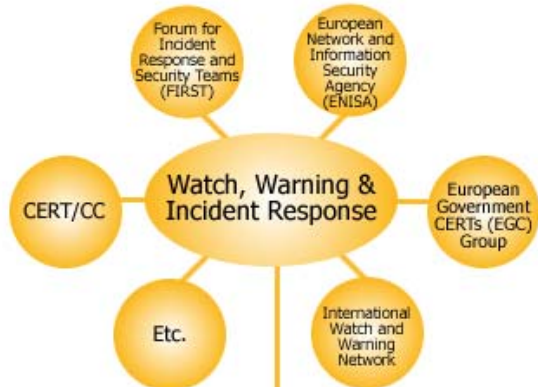 Forum for
Incident
Response and
Security Teams
(FIRST)
European
Network and
Information
Security
Agency
(ENISA)
CERT/CC
Watch, Warning &
Incident Response
European
Government
CERTs (EGC)
Group
Etc.
International
Watch and
Warning
Network